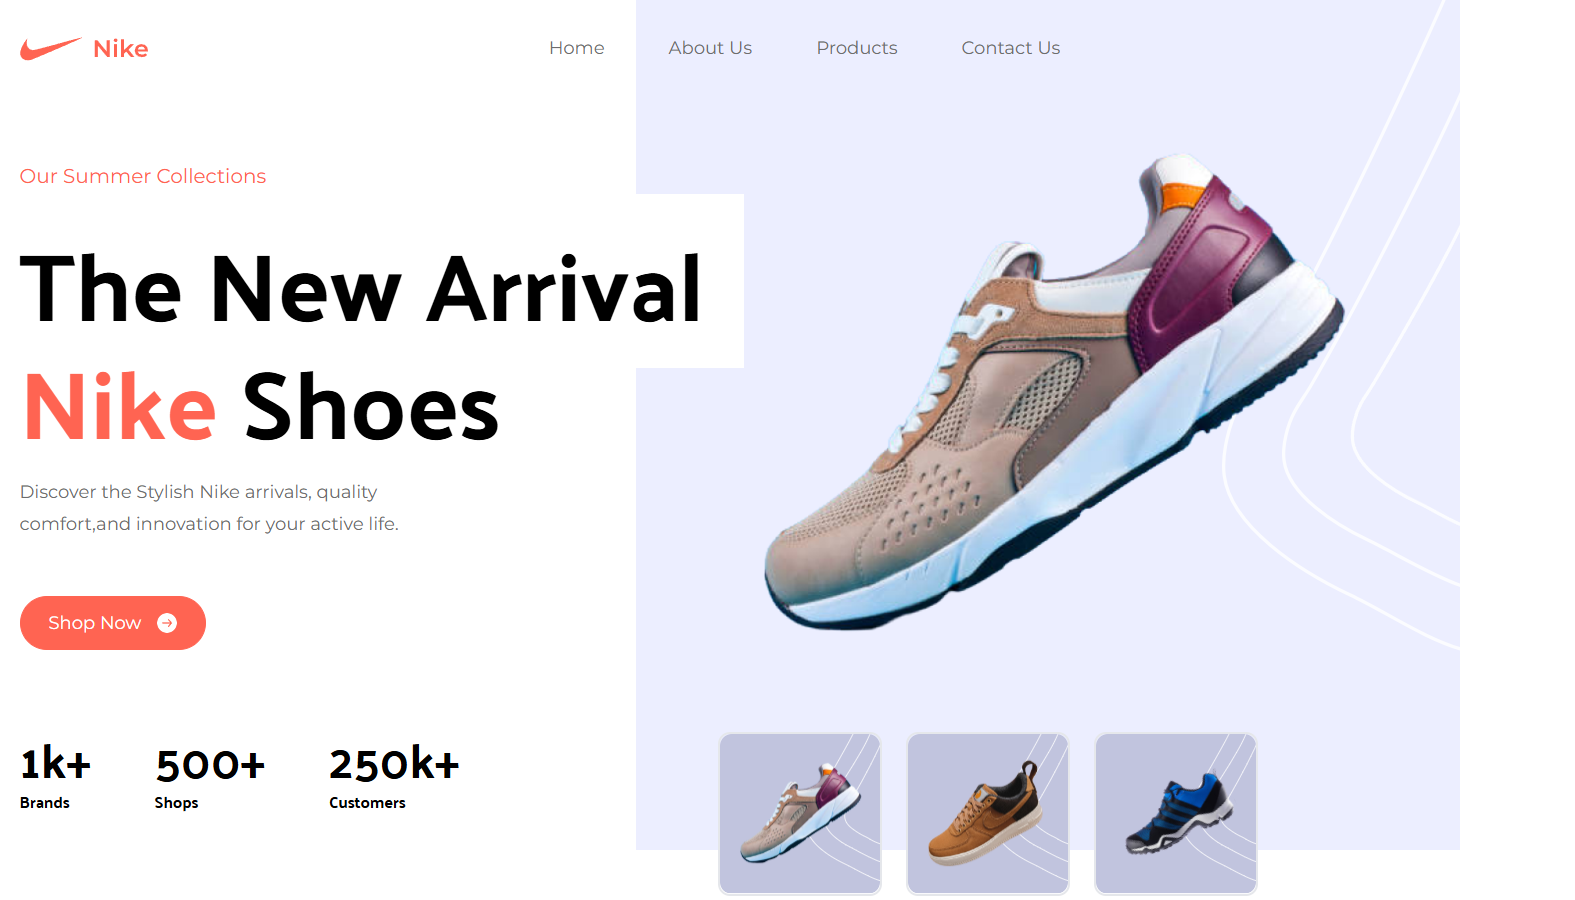 Nike
Home About Us Products Contact Us
Our Summer Collections
The New Arrival
Nike Shoes
Discover the Stylish Nike arrivals, quality
comfort,and innovation for your active life.
Shop Now
1k+ 500+ 250k+
Brands Shops Customers